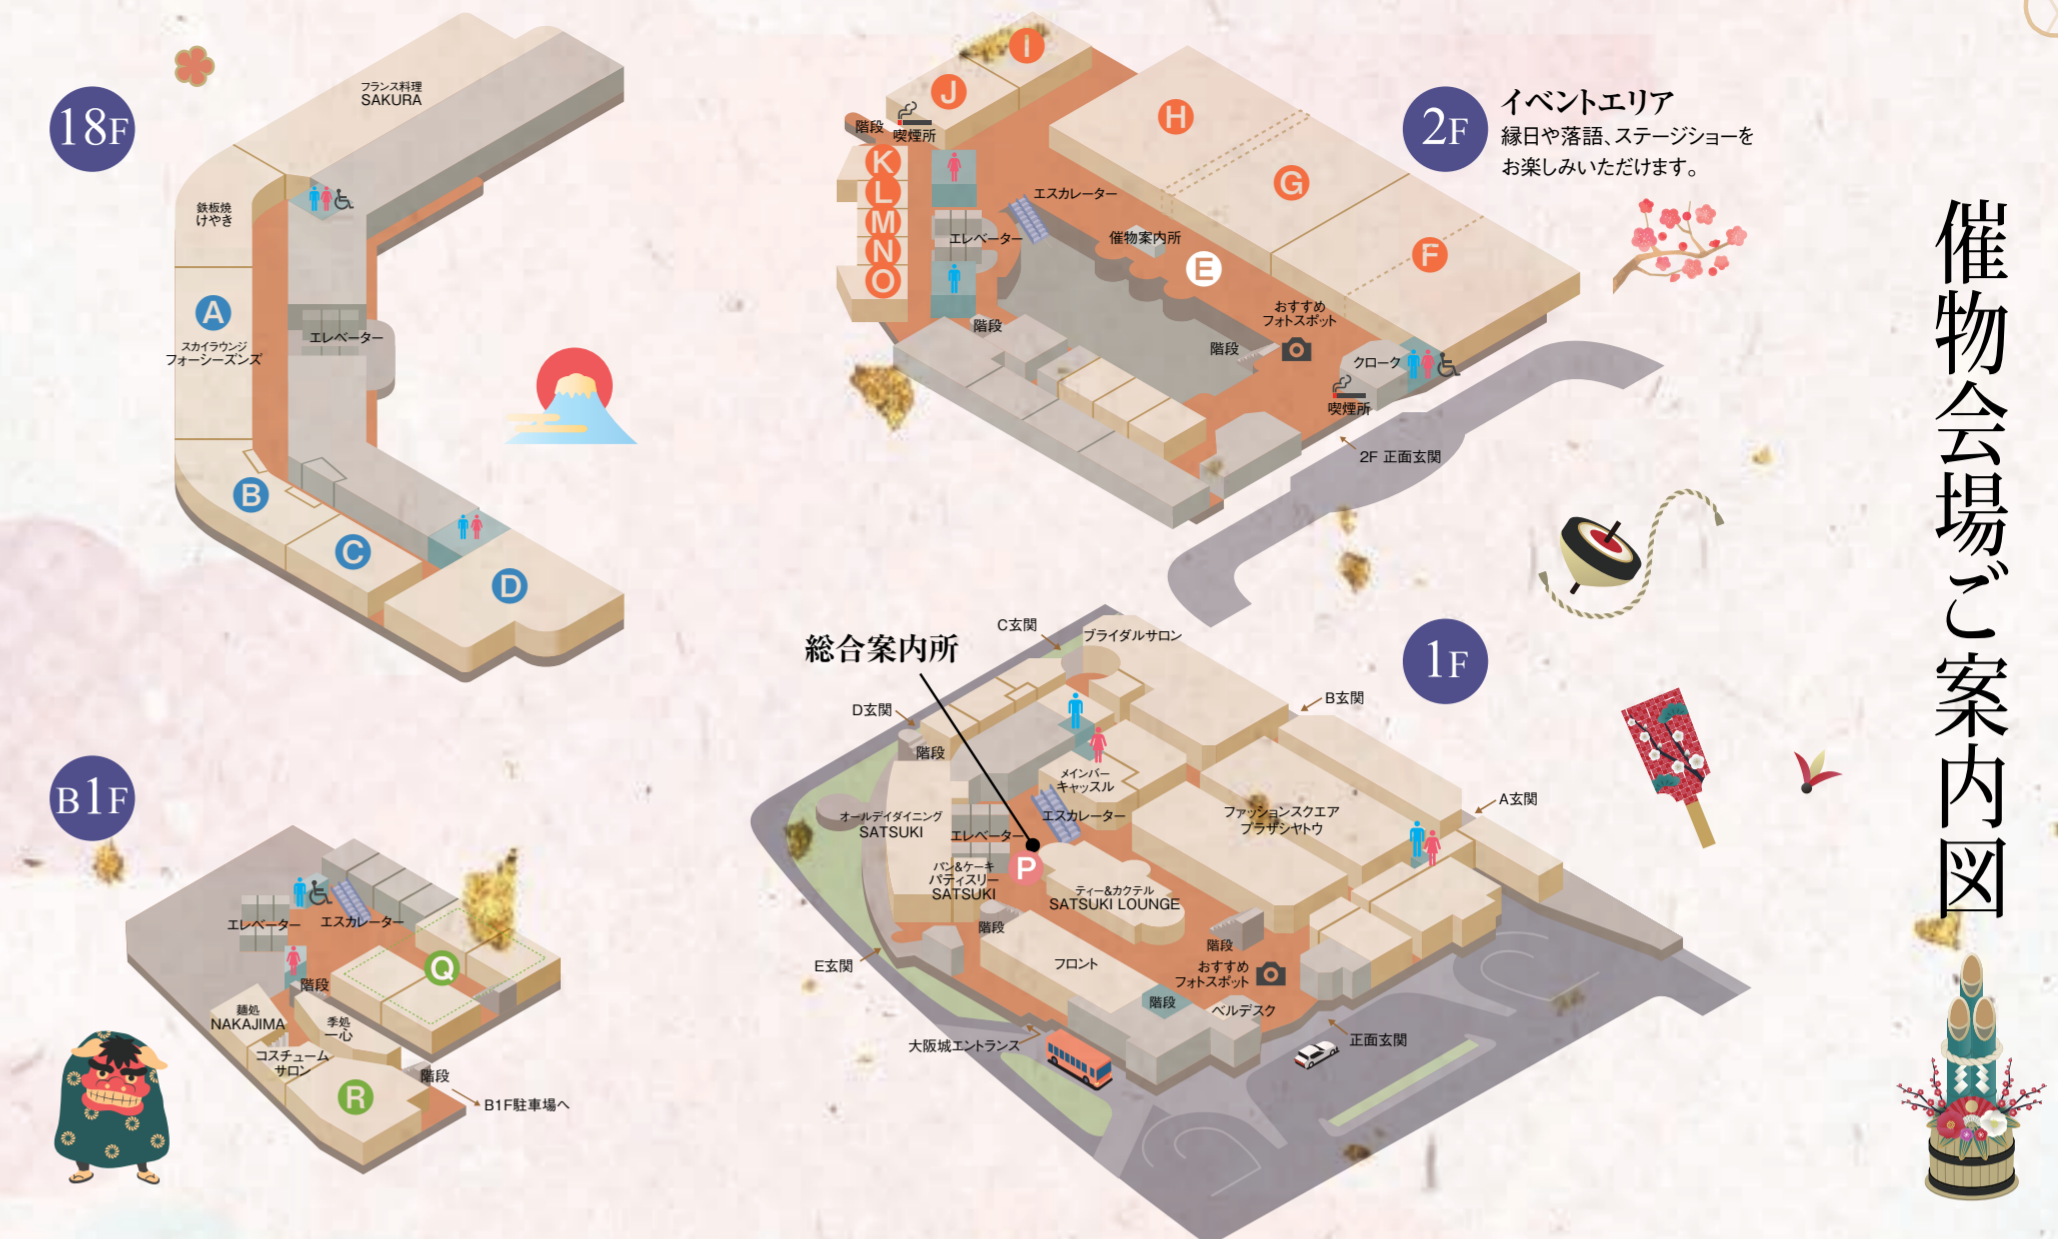 催物会場ご案内図
18F
フランス料理
SAKURA
鉄板焼
けやき
A
スカイラウンジ
フォーシーズンズ
エレベーター
B
C
D
2F
イベントエリア
縁日や落語、ステージショーを
お楽しみいただけます。
I
J
H
階段
喫煙所
K
L
M
N
O
G
F
エスカレーター
エレベーター
催物案内所
E
おすすめ
フォトスポット
階段
階段
クローク
喫煙所
2F 正面玄関
1F
総合案内所
C玄関
ブライダルサロン
B玄関
D玄関
階段
メインバー
キャッスル
A玄関
オールデイダイニング
SATSUKI
エレベーター
エスカレーター
ファッションスクエア
プラザシヤトウ
P
パン&ケーキ
パティスリー
SATSUKI
ティー&カクテル
SATSUKI LOUNGE
階段
階段
E玄関
フロント
おすすめ
フォトスポット
階段
ベルデスク
大阪城エントランス
正面玄関
B1F
エレベーター
エスカレーター
Q
階段
麺処
NAKAJIMA
季処
一心
コスチューム
サロン
R
階段
B1F駐車場へ